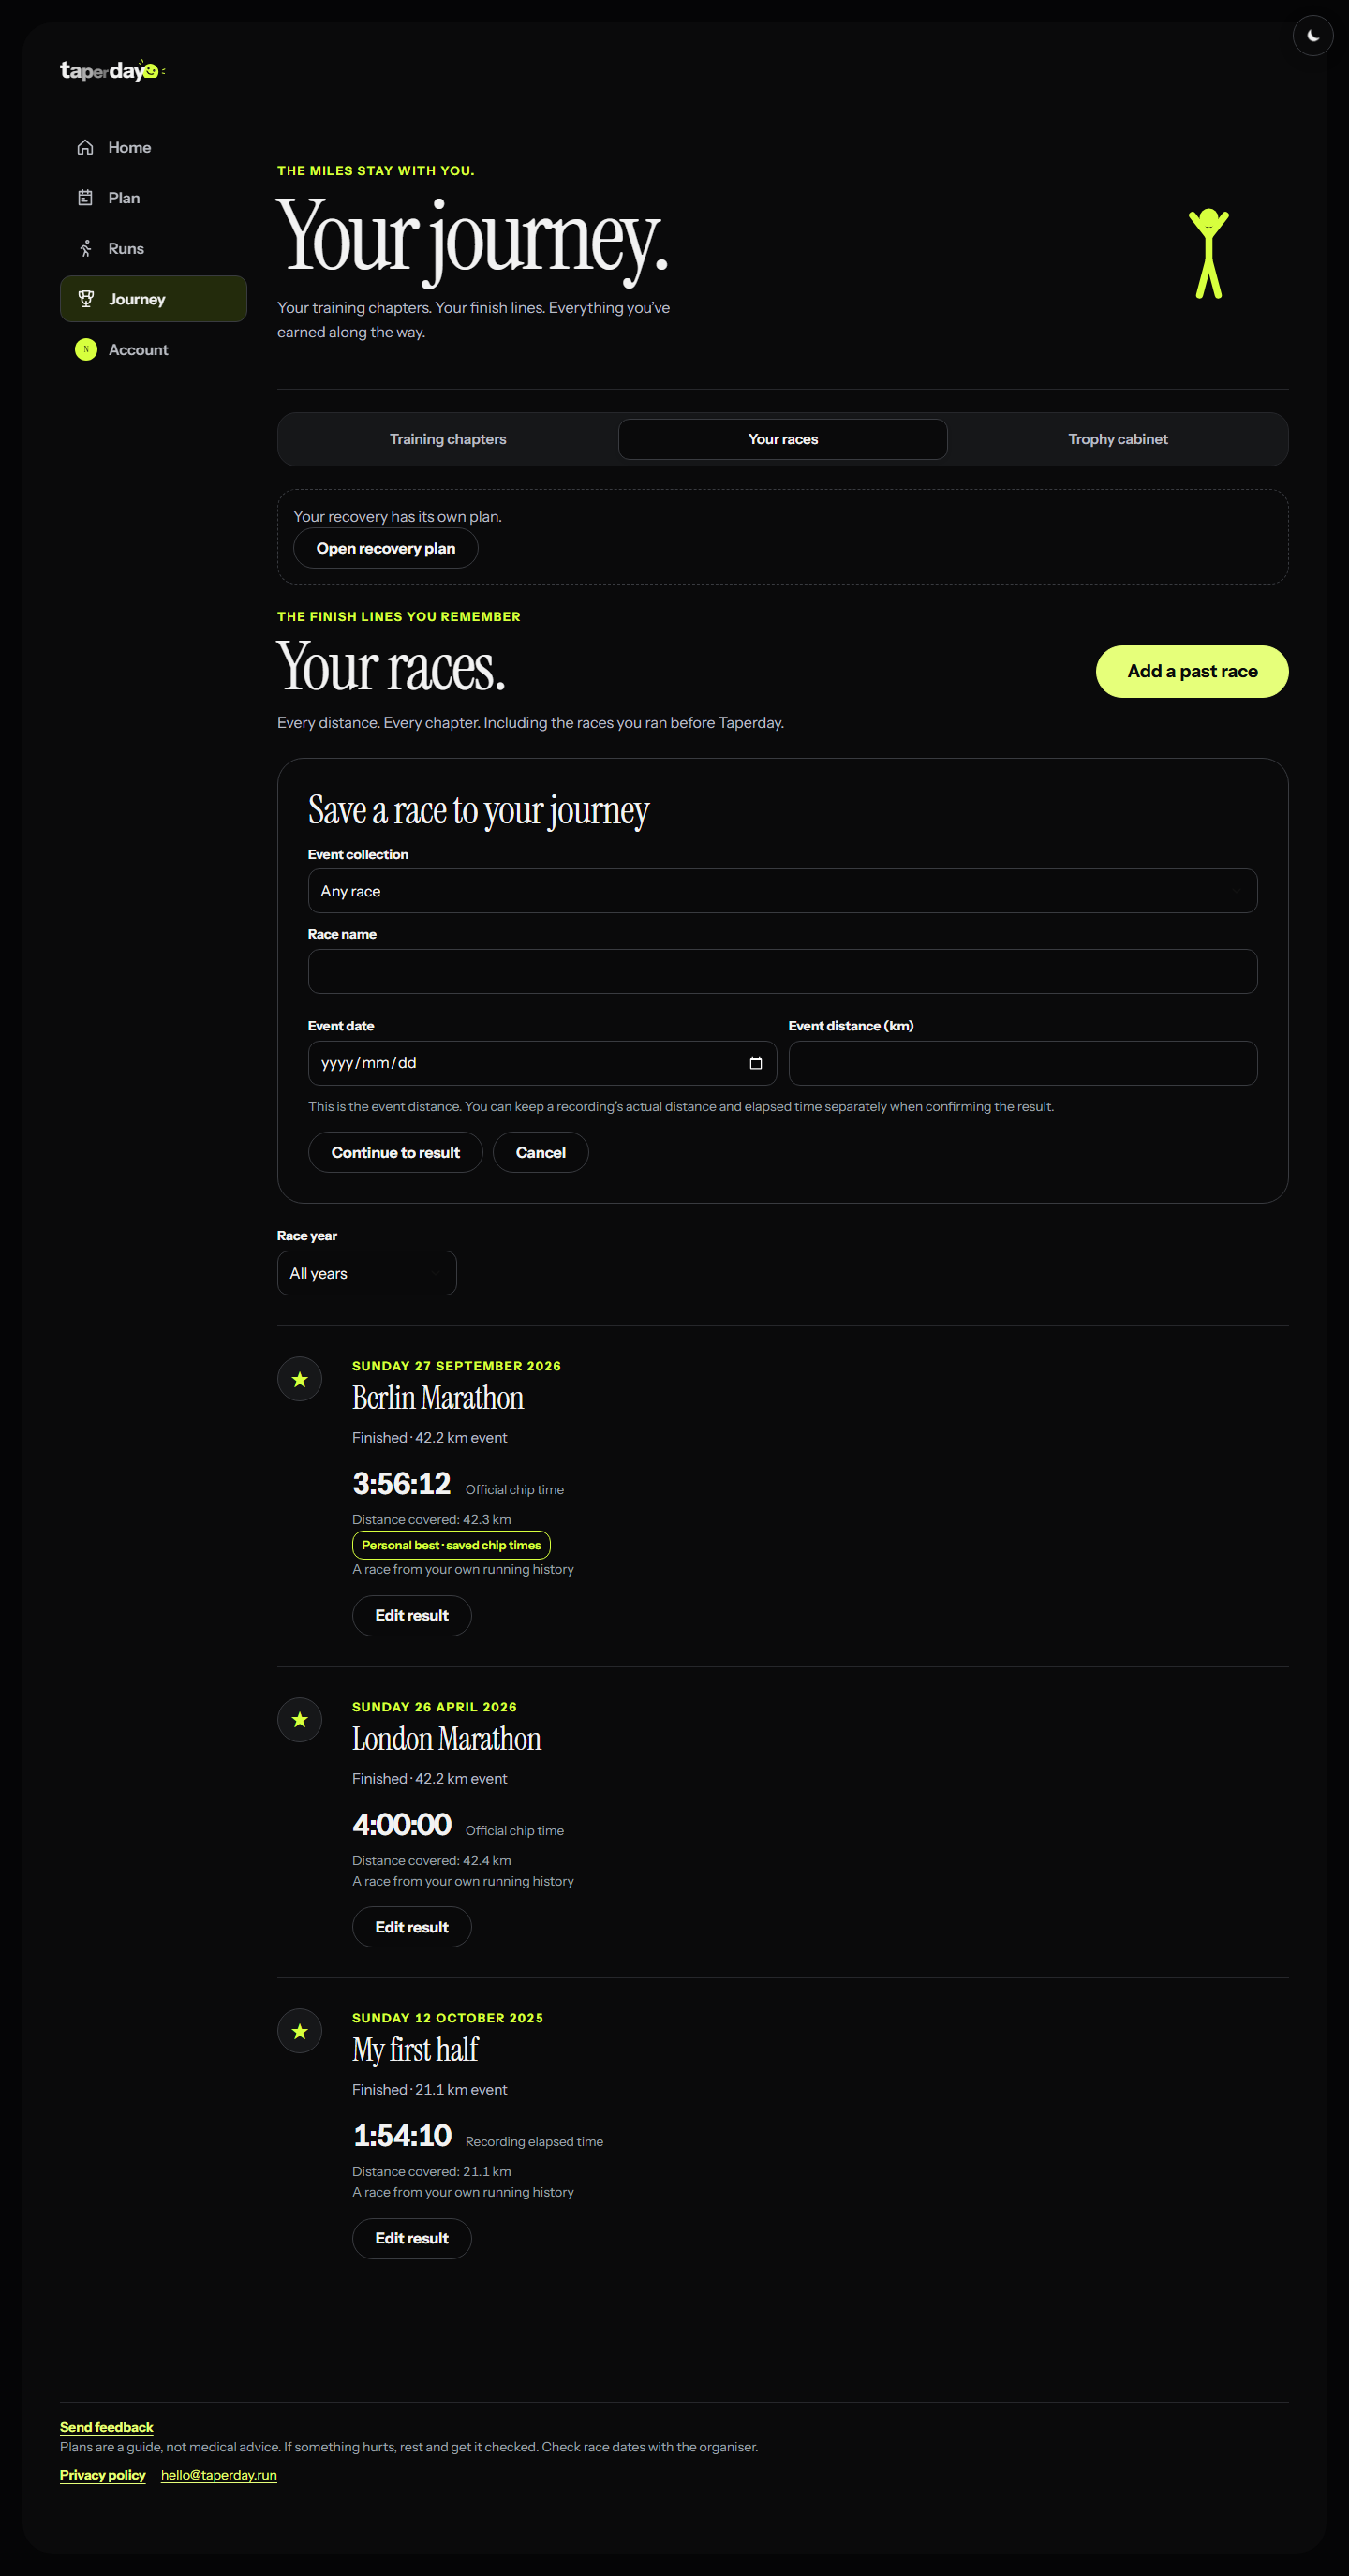 taperday
Home
Plan
Runs
Journey
N
Account
THE MILES STAY WITH YOU.
Your journey.
Your training chapters. Your finish lines. Everything you've
earned along the way.
Training chapters
Your races
Trophy cabinet
Your recovery has its own plan.
Open recovery plan
THE FINISH LINES YOU REMEMBER
Your races.
Add a past race
Every distance. Every chapter. Including the races you ran before Taperday.
Save a race to your journey
Event collection
Any race
Race name
Event date
Event distance (km)
yyyy/mm/dd
This is the event distance. You can keep a recording's actual distance and elapsed time separately when confirming the result.
Continue to result
Cancel
Race year
All years
SUNDAY 27 SEPTEMBER 2026
Berlin Marathon
Finished · 42.2 km event
3:56:12 Official chip time
Distance covered: 42.3 km
Personal best · saved chip times
A race from your own running history
Edit result
SUNDAY 26 APRIL 2026
London Marathon
Finished · 42.2 km event
4:00:00 Official chip time
Distance covered: 42.4 km
A race from your own running history
Edit result
SUNDAY 12 OCTOBER 2025
My first half
Finished · 21.1 km event
1:54:10 Recording elapsed time
Distance covered: 21.1 km
A race from your own running history
Edit result
Send feedback
Plans are a guide, not medical advice. If something hurts, rest and get it checked. Check race dates with the organiser.
Privacy policy hello@taperday.run